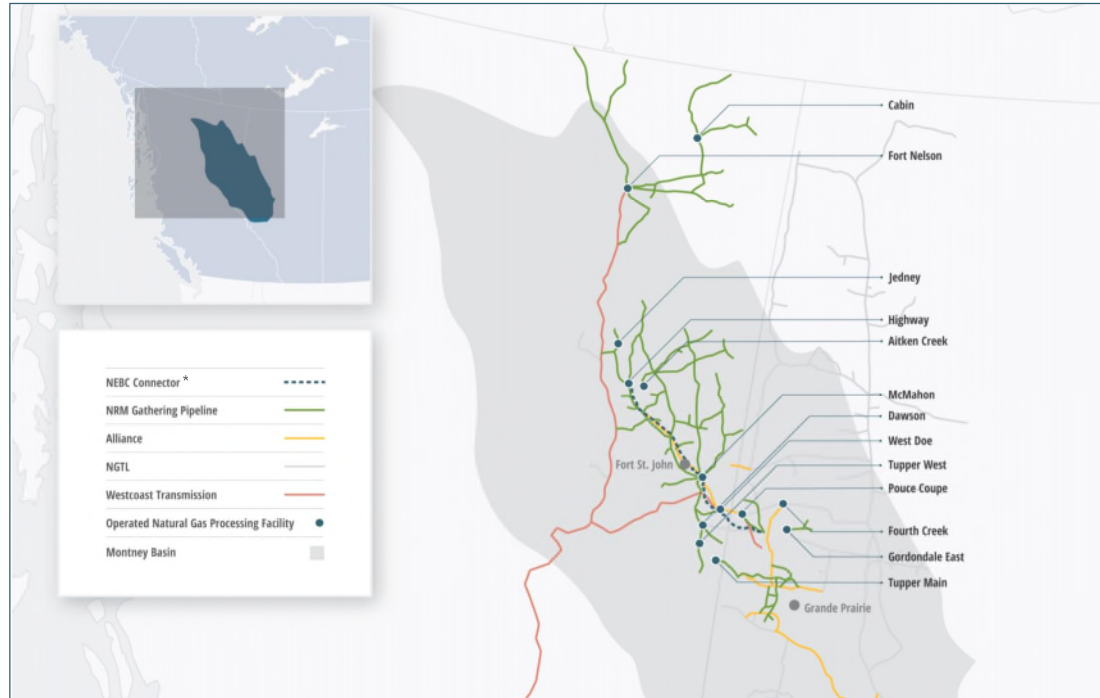 Cabin
Fort Nelson
Jedney
Highway
Aitken Creek
McMahon
Dawson
West Doe
Tupper West
Pouce Coupe
Fourth Creek
Gordondale East
Tupper Main
Fort St. John
Grande Prairie
NEBC Connector *
NRM Gathering Pipeline
Alliance
NGTL
Westcoast Transmission
Operated Natural Gas Processing Facility
Montney Basin